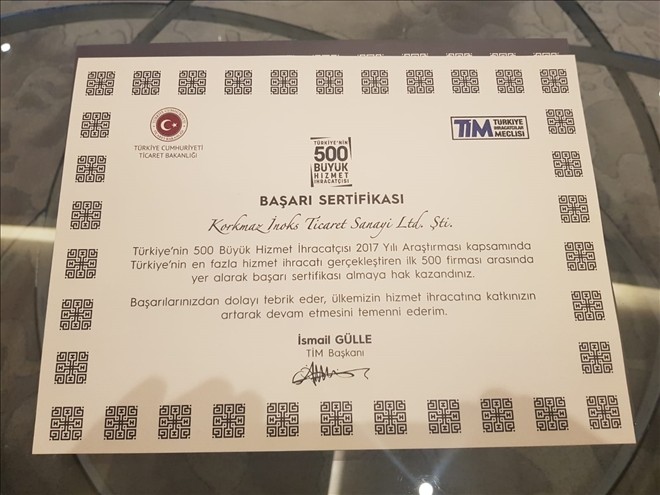 TÜRKİYE CUMHURİYETİ
TİCARET BAKANLIĞI
TİM TÜRKİYE
İHRACATÇILAR
MECLİSİ
TÜRKİYE'NİN
500
BÜYÜK
HİZMET
İHRACATÇISI
BAŞARI SERTİFİKASI
Korkmaz İnoks Ticaret Sanayi Ltd. Şti.
Türkiye'nin 500 Büyük Hizmet İhracatçısı 2017 Yılı Araştırması kapsamında
Türkiye'nin en fazla hizmet ihracatı gerçekleştiren ilk 500 firması arasında
yer alarak başarı sertifikası almaya hak kazandınız.
Başarılarınızdan dolayı tebrik eder, ülkemizin hizmet ihracatına katkınızın
artarak devam etmesini temenni ederim.
İsmail GÜLLE
TİM Başkanı